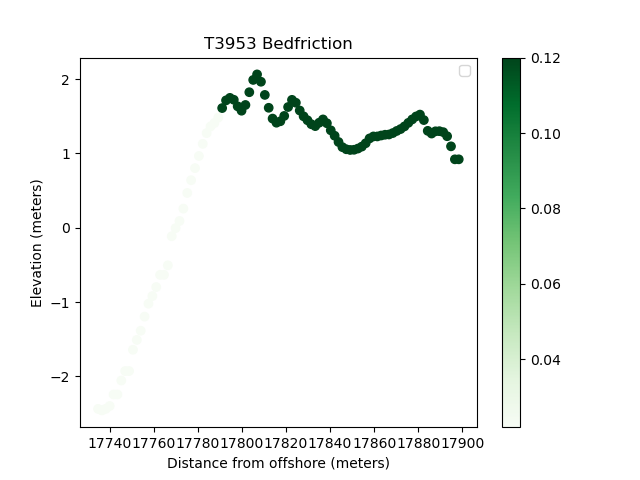 T3953 Bedfriction
Elevation (meters)
2
1
0
−1
−2
17740 17760 17780 17800 17820 17840 17860 17880 17900
Distance from offshore (meters)
0.12
0.10
0.08
0.06
0.04